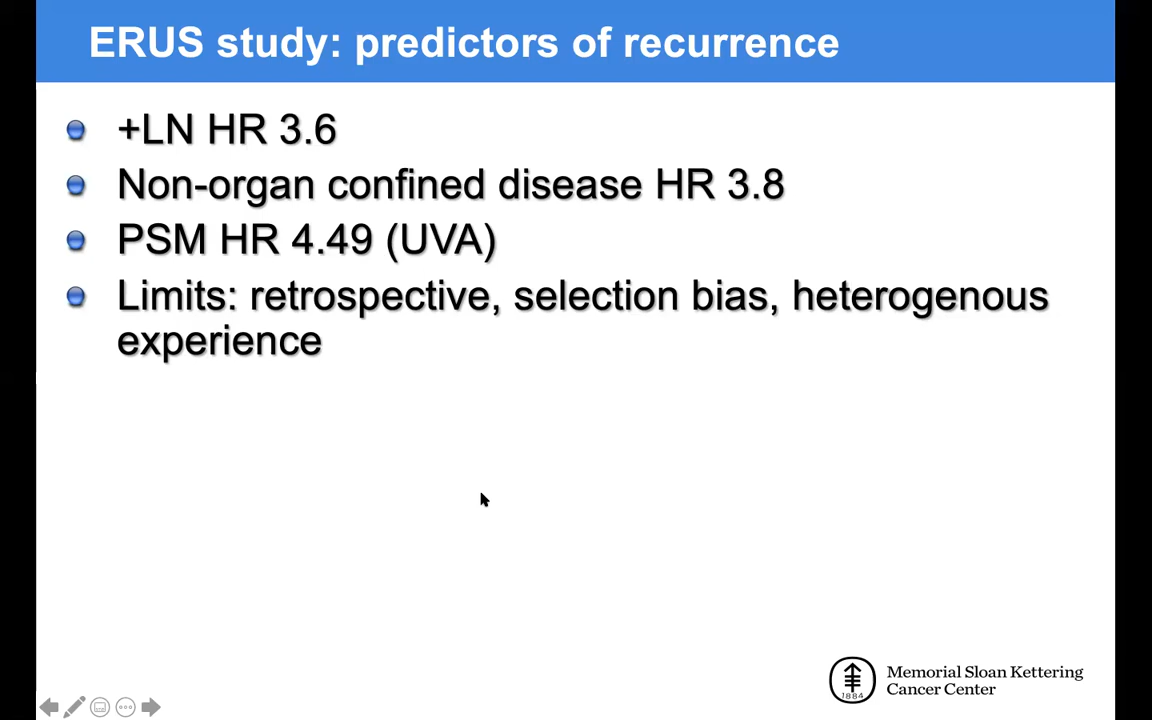 ERUS study: predictors of recurrence
+LN HR 3.6
Non-organ confined disease HR 3.8
PSM HR 4.49 (UVA)
Limits: retrospective, selection bias, heterogenous
experience
1884
Memorial Sloan Kettering
Cancer Center